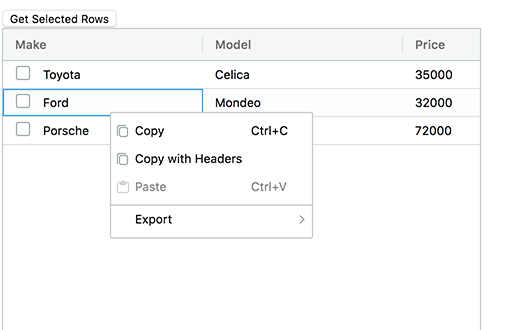 Get Selected Rows
Make Model Price
Toyota Celica 35000
Ford Mondeo 32000
Porsche 72000
Copy Ctrl+C
Copy with Headers
Paste Ctrl+V
Export